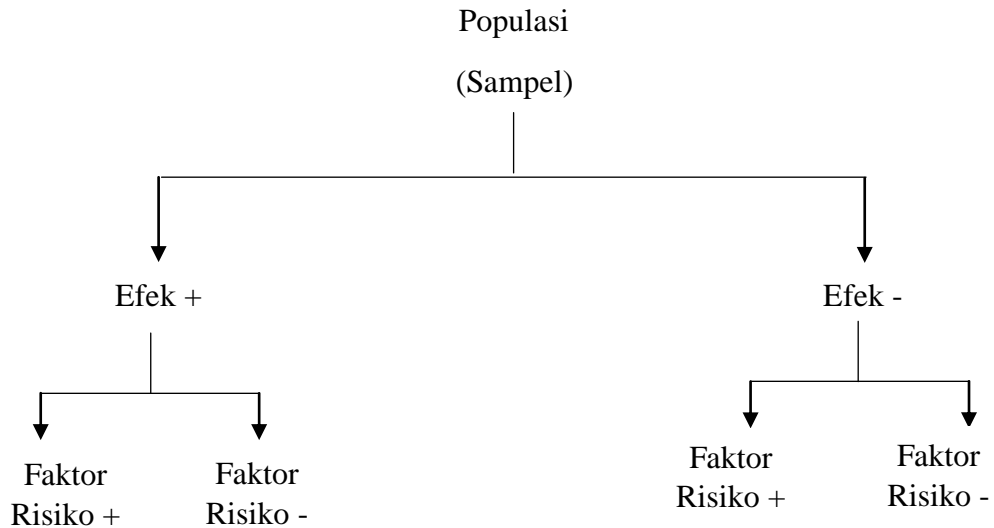 Populasi
(Sampel)
Efek +
Efek -
Faktor
Risiko +
Faktor
Risiko -
Faktor
Risiko +
Faktor
Risiko -